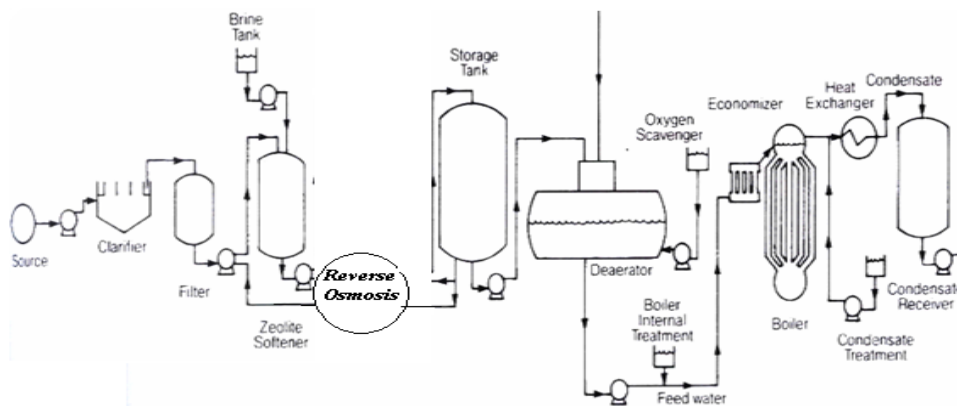 Brine
Tank
Storage
Tank
Oxygen
Scavenger
Economizer
Heat
Exchanger
Condensate
Source
Clarifier
Filter
Zeolite
Softener
Reverse
Osmosis
Deaerator
Boiler
Internal
Treatment
Feed water
Boiler
Condensate
Treatment
Condensate
Receiver